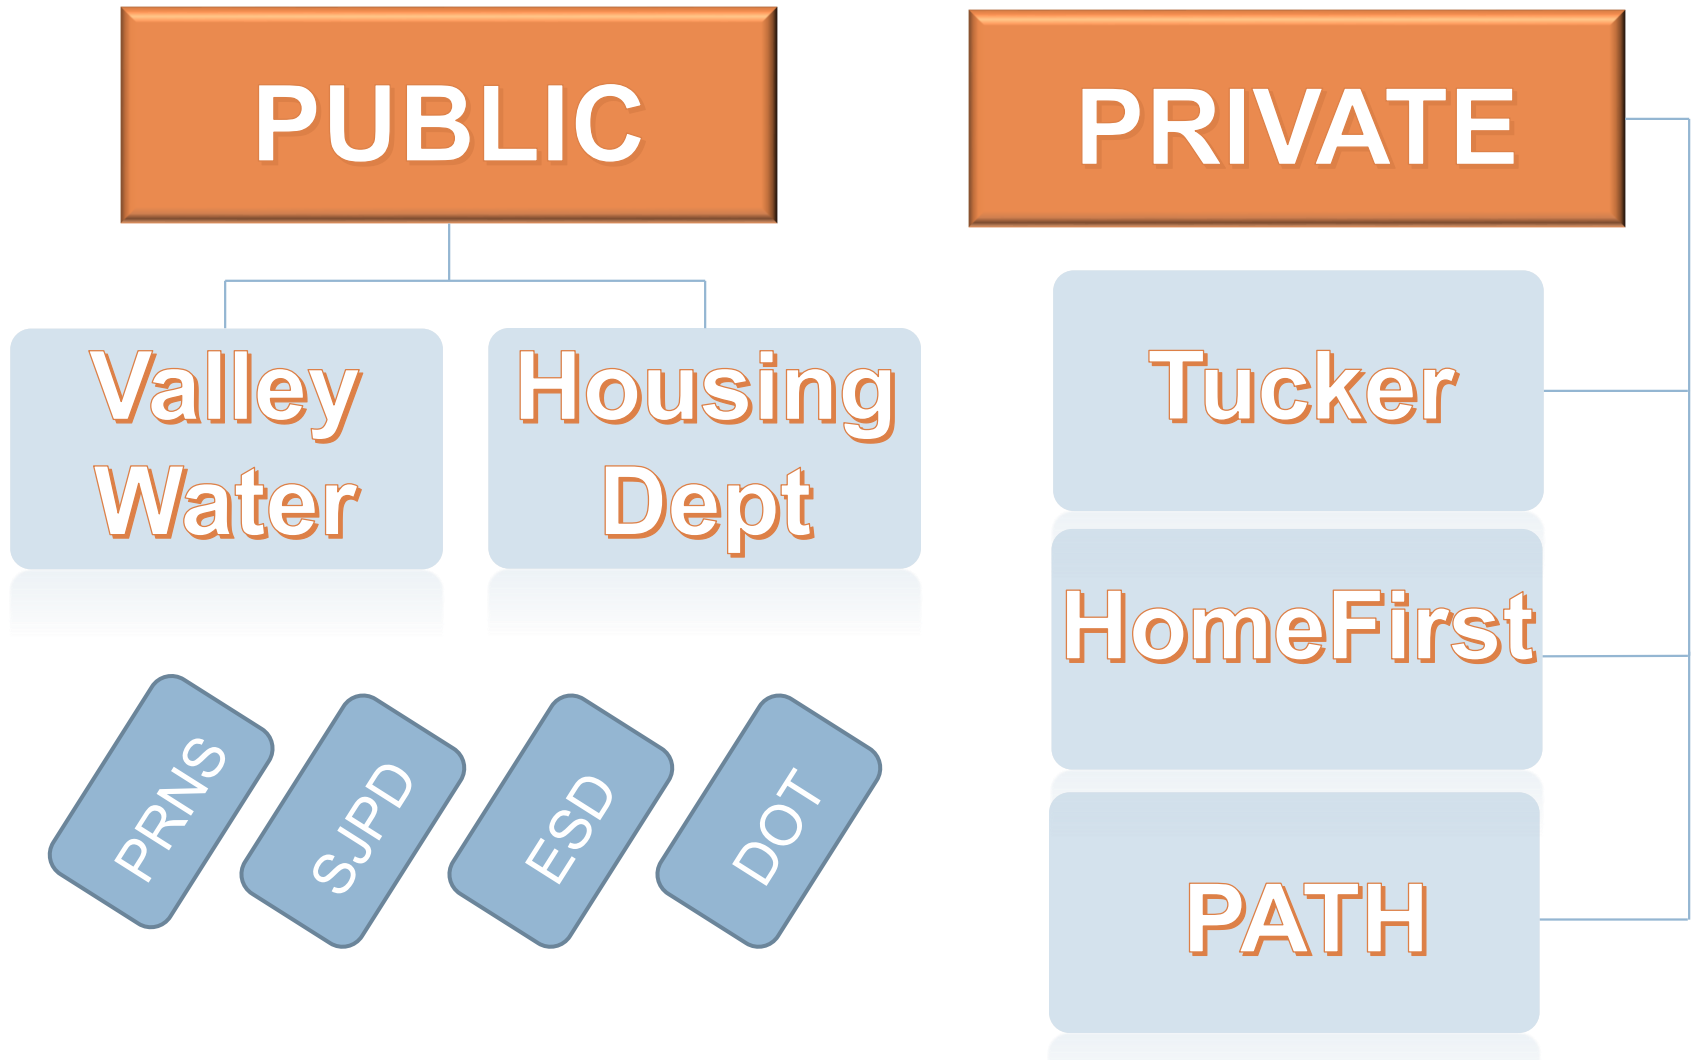 PUBLIC
Valley
Water
Housing
Dept
PRNS
SJPD
ESD
DOT
PRIVATE
Tucker
HomeFirst
PATH